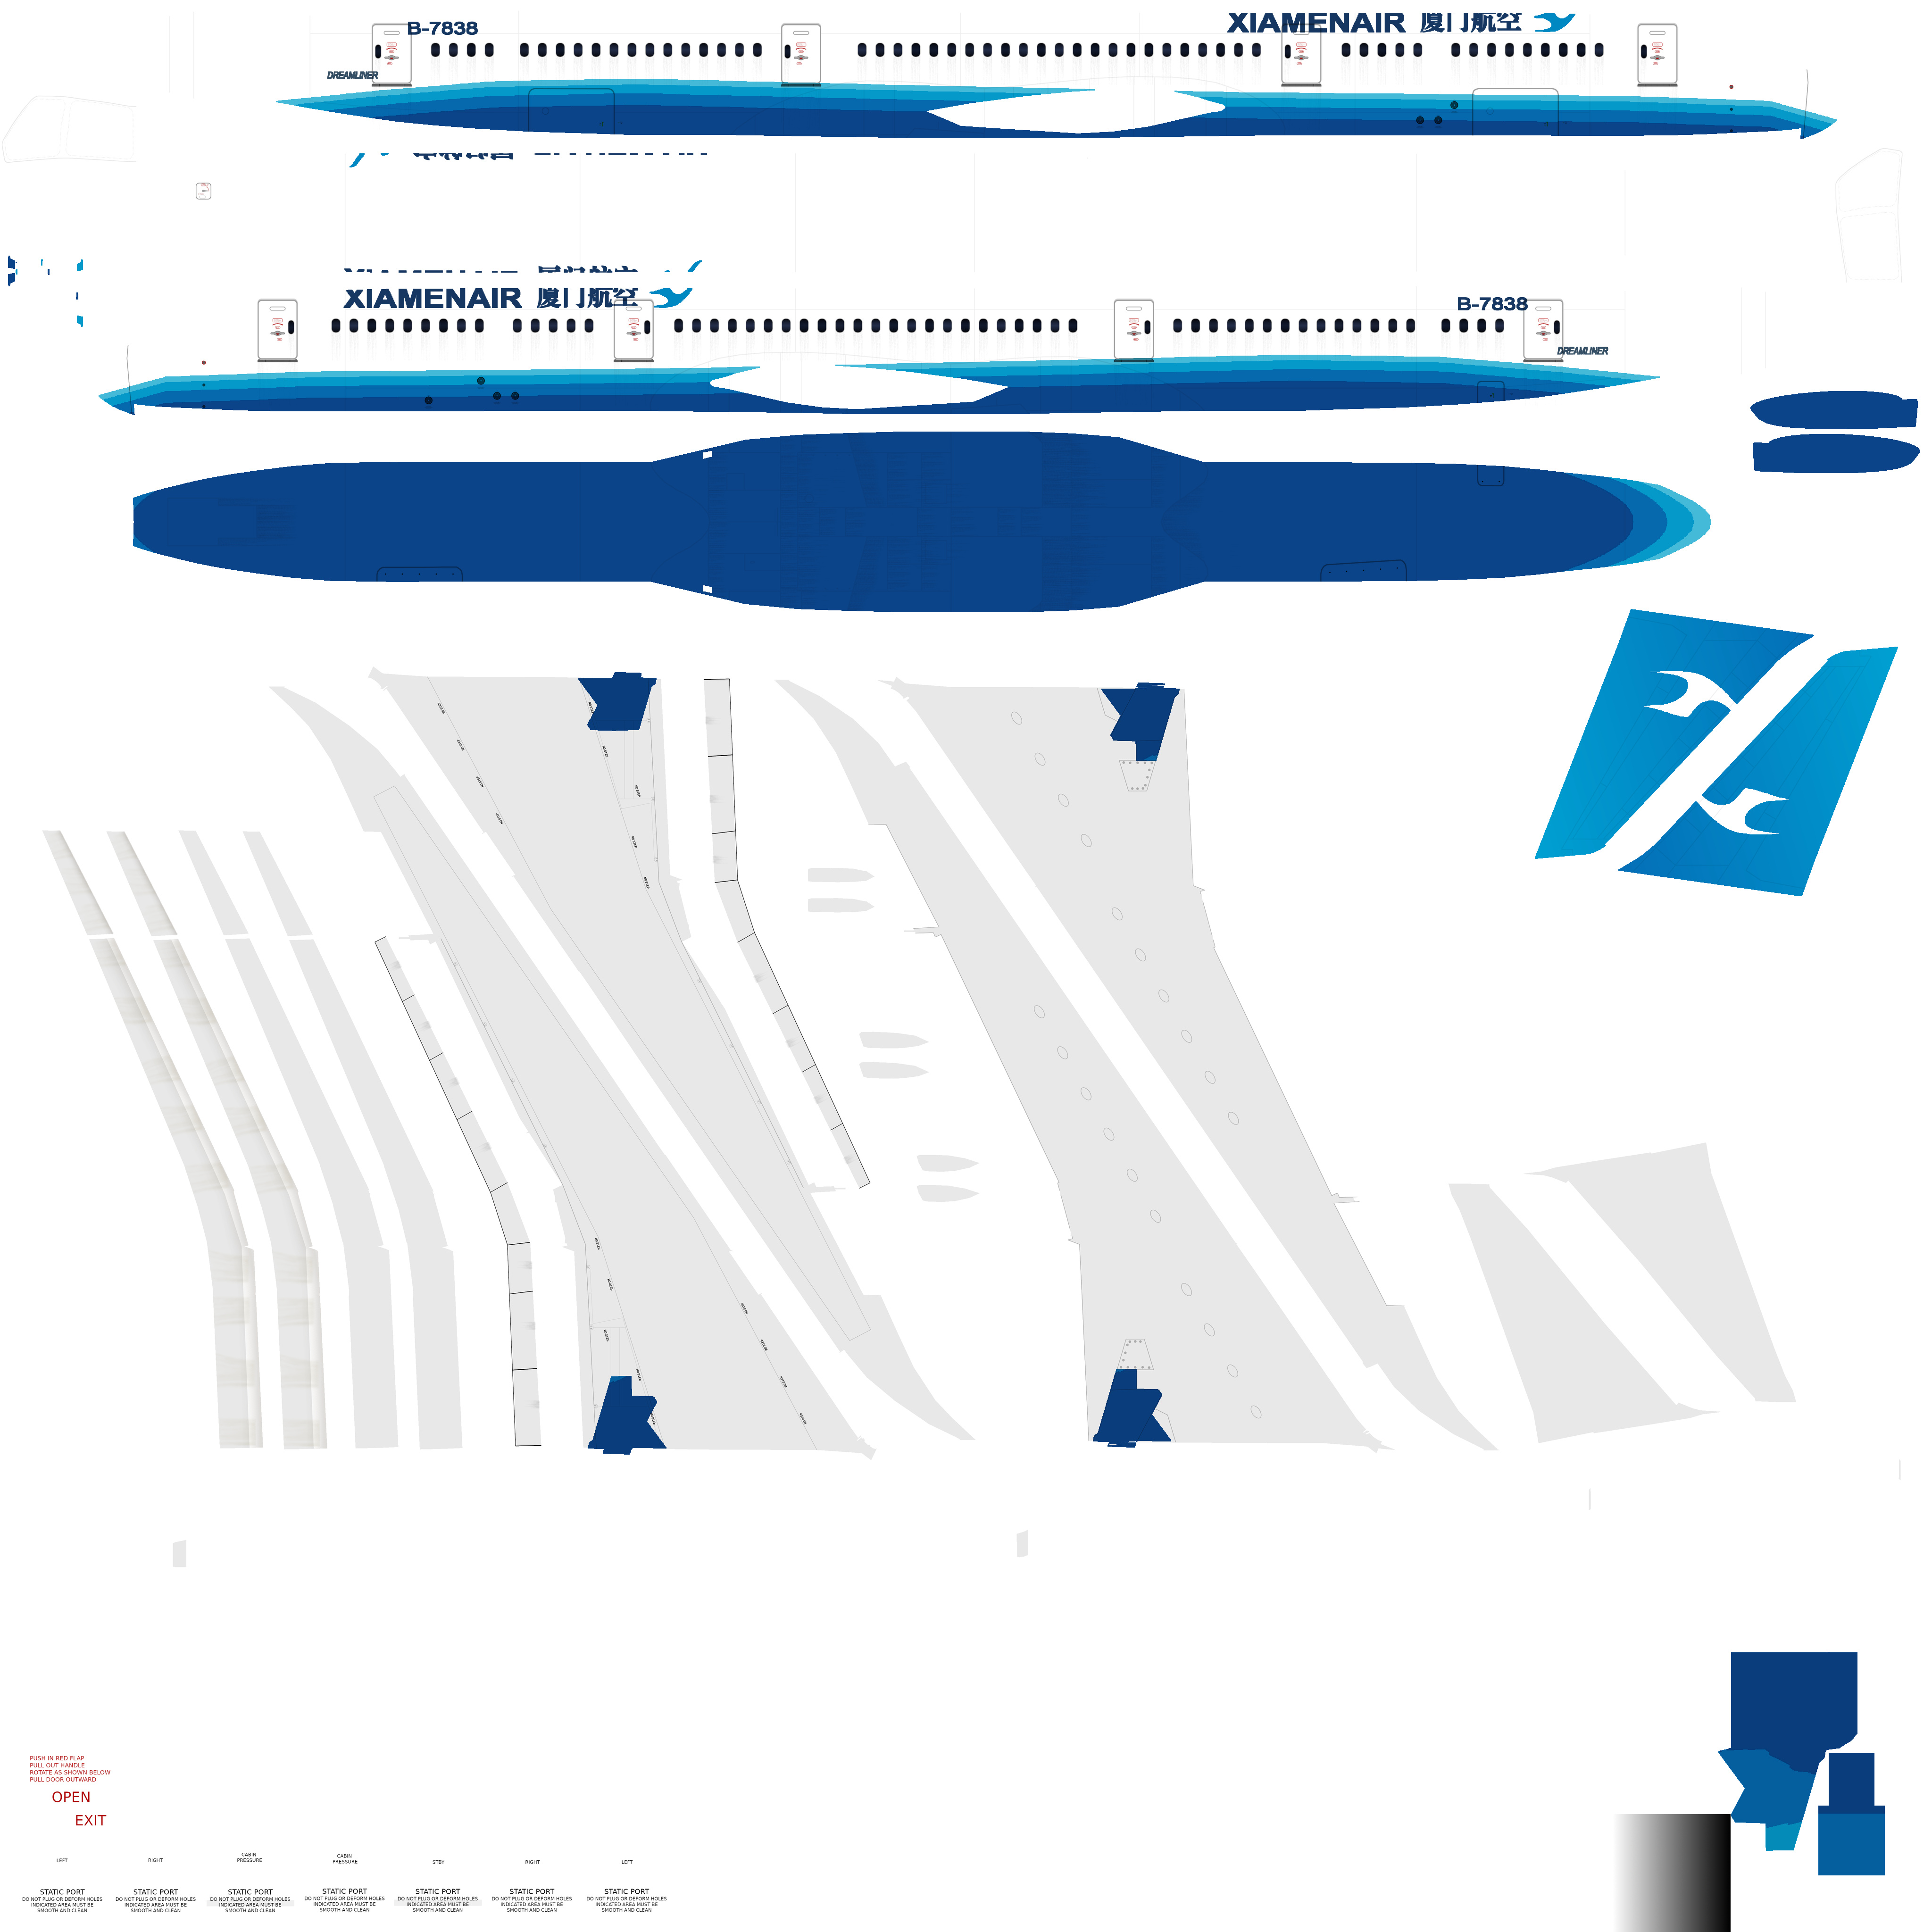 B-7838
XIAMENAIR 厦门航空
DREAMLINER
XIAMENAIR 厦门航空
B-7838
DREAMLINER
PUSH IN RED FLAP
PULL OUT HANDLE
ROTATE AS SHOWN BELOW
PULL DOOR OUTWARD
OPEN
EXIT
LEFT
RIGHT
CABIN
PRESSURE
CABIN
PRESSURE
STBY
RIGHT
LEFT
STATIC PORT
DO NOT PLUG OR DEFORM HOLES
INDICATED AREA MUST BE
SMOOTH AND CLEAN
STATIC PORT
DO NOT PLUG OR DEFORM HOLES
INDICATED AREA MUST BE
SMOOTH AND CLEAN
STATIC PORT
DO NOT PLUG OR DEFORM HOLES
INDICATED AREA MUST BE
SMOOTH AND CLEAN
STATIC PORT
DO NOT PLUG OR DEFORM HOLES
INDICATED AREA MUST BE
SMOOTH AND CLEAN
STATIC PORT
DO NOT PLUG OR DEFORM HOLES
INDICATED AREA MUST BE
SMOOTH AND CLEAN
STATIC PORT
DO NOT PLUG OR DEFORM HOLES
INDICATED AREA MUST BE
SMOOTH AND CLEAN
STATIC PORT
DO NOT PLUG OR DEFORM HOLES
INDICATED AREA MUST BE
SMOOTH AND CLEAN